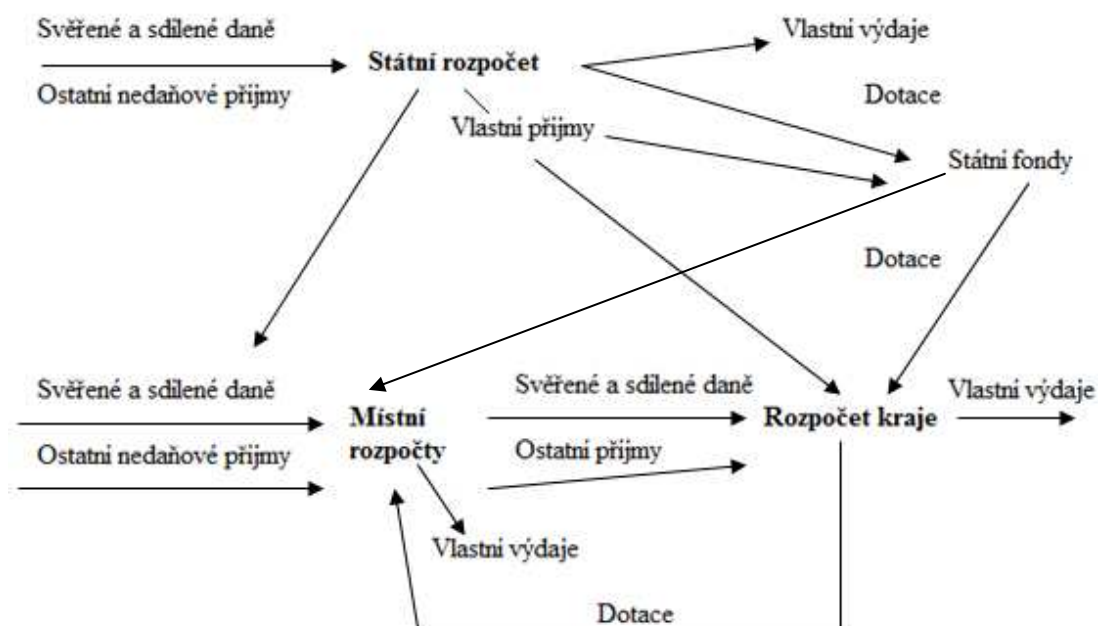 Svěřené a sdílené daně
Vlastní výdaje
Státní rozpočet
Ostatní nedaňové příjmy
Dotace
Vlastní příjmy
Státní fondy
Dotace
Svěřené a sdílené daně
Svěřené a sdílené daně
Vlastní výdaje
Místní
rozpočty
Rozpočet kraje
Ostatní nedaňové příjmy
Ostatní příjmy
Vlastní výdaje
Dotace